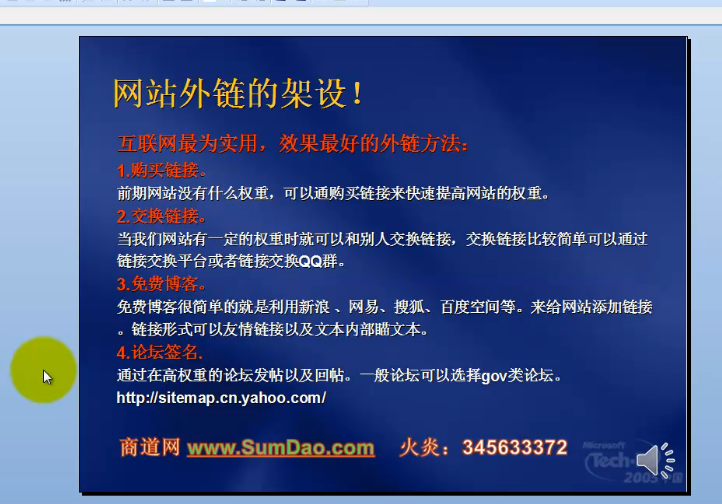 网站外链的架设！
互联网最为实用，效果最好的外链方法：
1.购买链接。
前期网站没有什么权重，可以通购买链接来快速提高网站的权重。
2.交换链接。
当我们网站有一定的权重时就可以和别人交换链接，交换链接比较简单可以通过
链接交换平台或者链接交换QQ群。
3.免费博客。
免费博客很简单的就是利用新浪 、网易、搜狐、百度空间等。来给网站添加链接
。链接形式可以友情链接以及文本内部瞄文本。
4.论坛签名.
通过在高权重的论坛发帖以及回帖。一般论坛可以选择gov类论坛。
http://sitemap.cn.yahoo.com/
商道网 www.SumDao.com 火炎：345633372
Microsoft
Tech